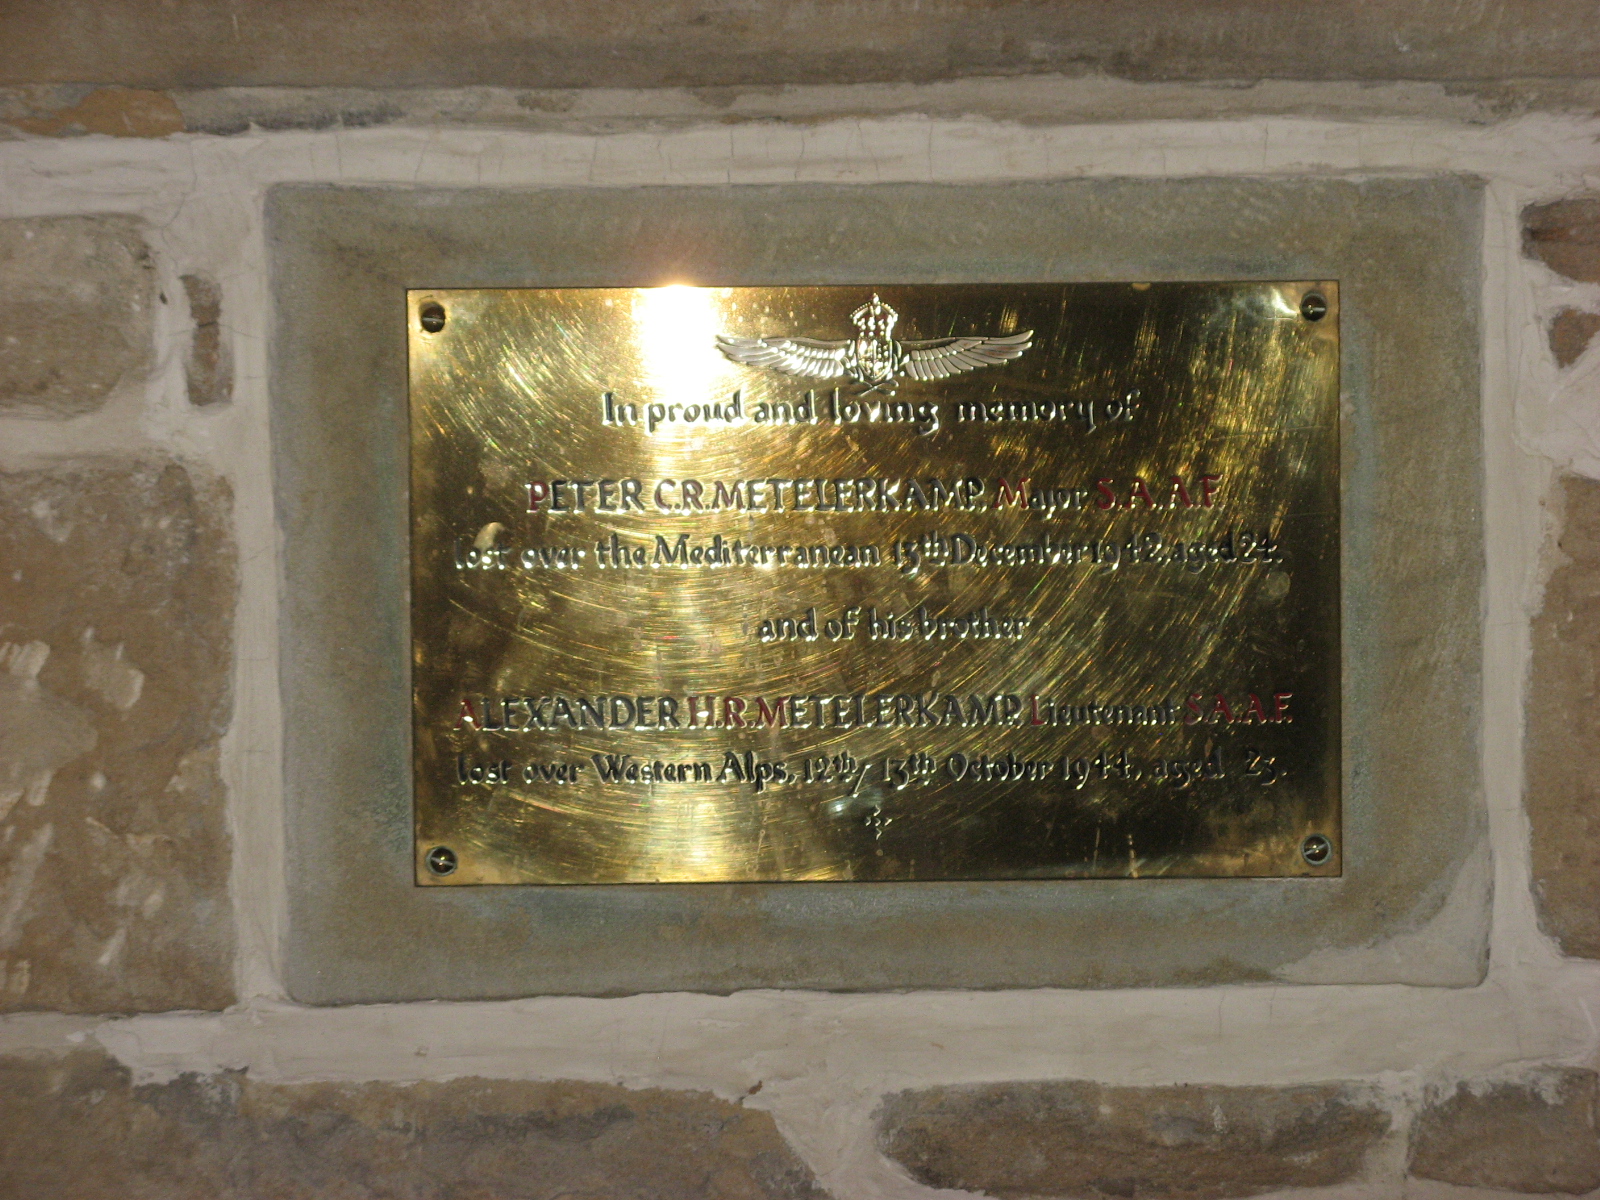 In proud and loving memory of
PETER C.R. METELERKAMP, Major S.A.A.F
lost over the Mediterranean 13th December 1942, aged 24.
and of his brother
ALEXANDER H.R. METELERKAMP, Lieutenant S.A.A.F.
lost over Western Alps, 12th/13th October 1944, aged 23.